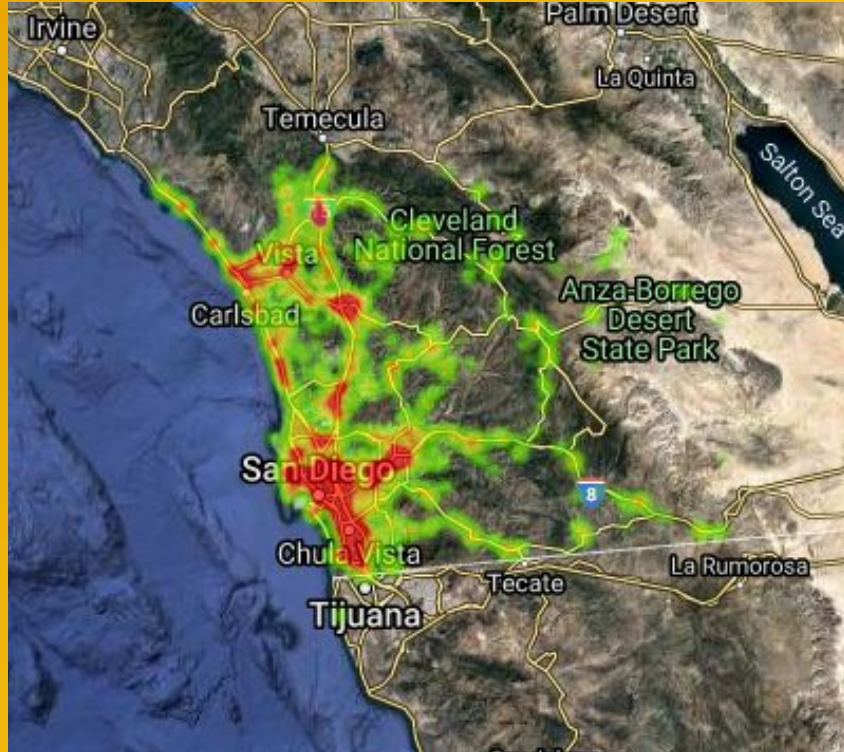 Palm Desert
Irvine
La Quinta
Temecula
Salton Sea
Cleveland
National Forest
Vista
Anza-Borrego
Desert
State Park
Carlsbad
San Diego
8
Chula Vista
La Rumorosa
Tecate
Tijuana